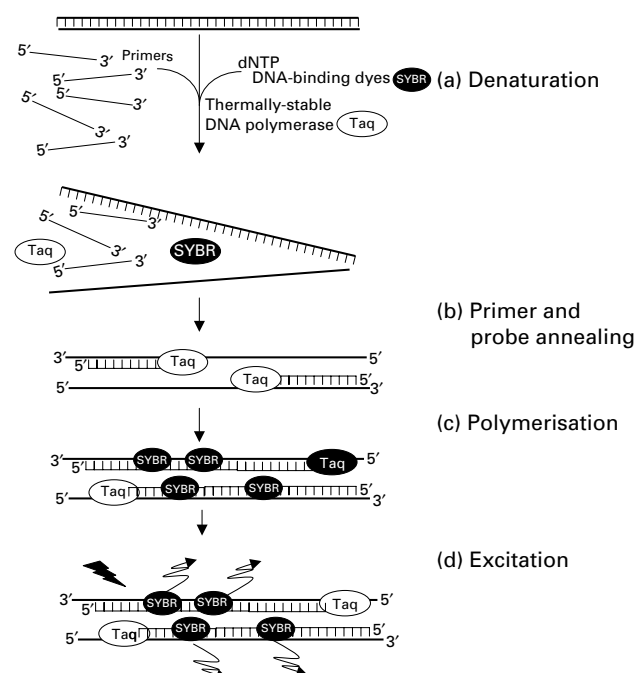 5′ 3′ Primers
dNTP
DNA-binding dyes SYBR
(a) Denaturation
5′ 3′
5′ 3′
Thermally-stable
DNA polymerase Taq
5′ 3′
5′ 3′
5′ 3′
5′ 3′
Taq SYBR
5′ 3′
(b) Primer and
probe annealing
3′ Taq 5′
5′
Taq 5′
5′ 3′
(c) Polymerisation
3′ SYBR SYBR Taq 5′
5′
Taq SYBR SYBR 5′
5′ 3′
(d) Excitation
3′ SYBR SYBR Taq 5′
5′
Taq SYBR SYBR 5′
5′ 3′